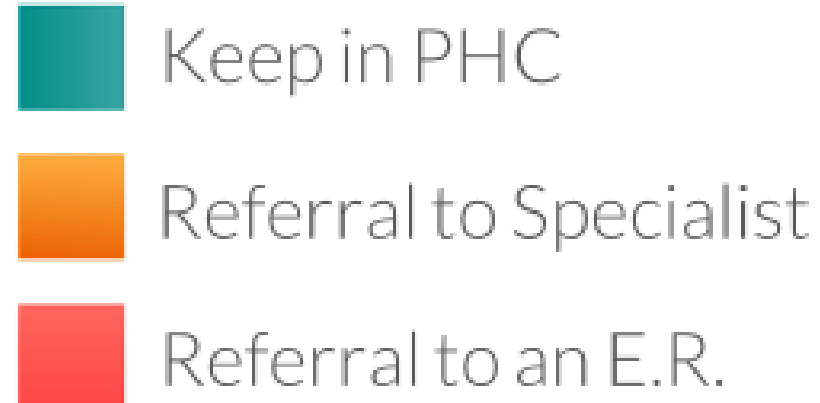 Keep in PHC
Referral to Specialist
Referral to an E.R.